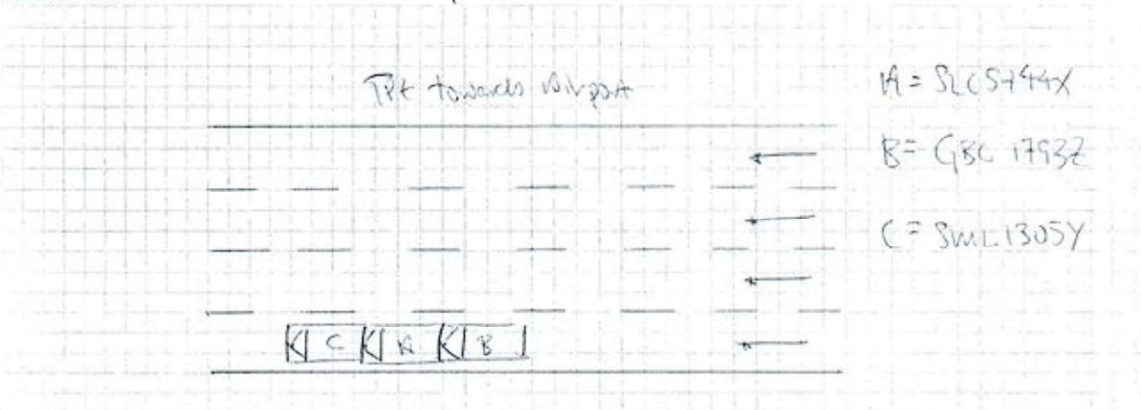 TPE towards Airport
A = SLC5744X
B = GBC 1793Z
C = SML1305Y
C A B